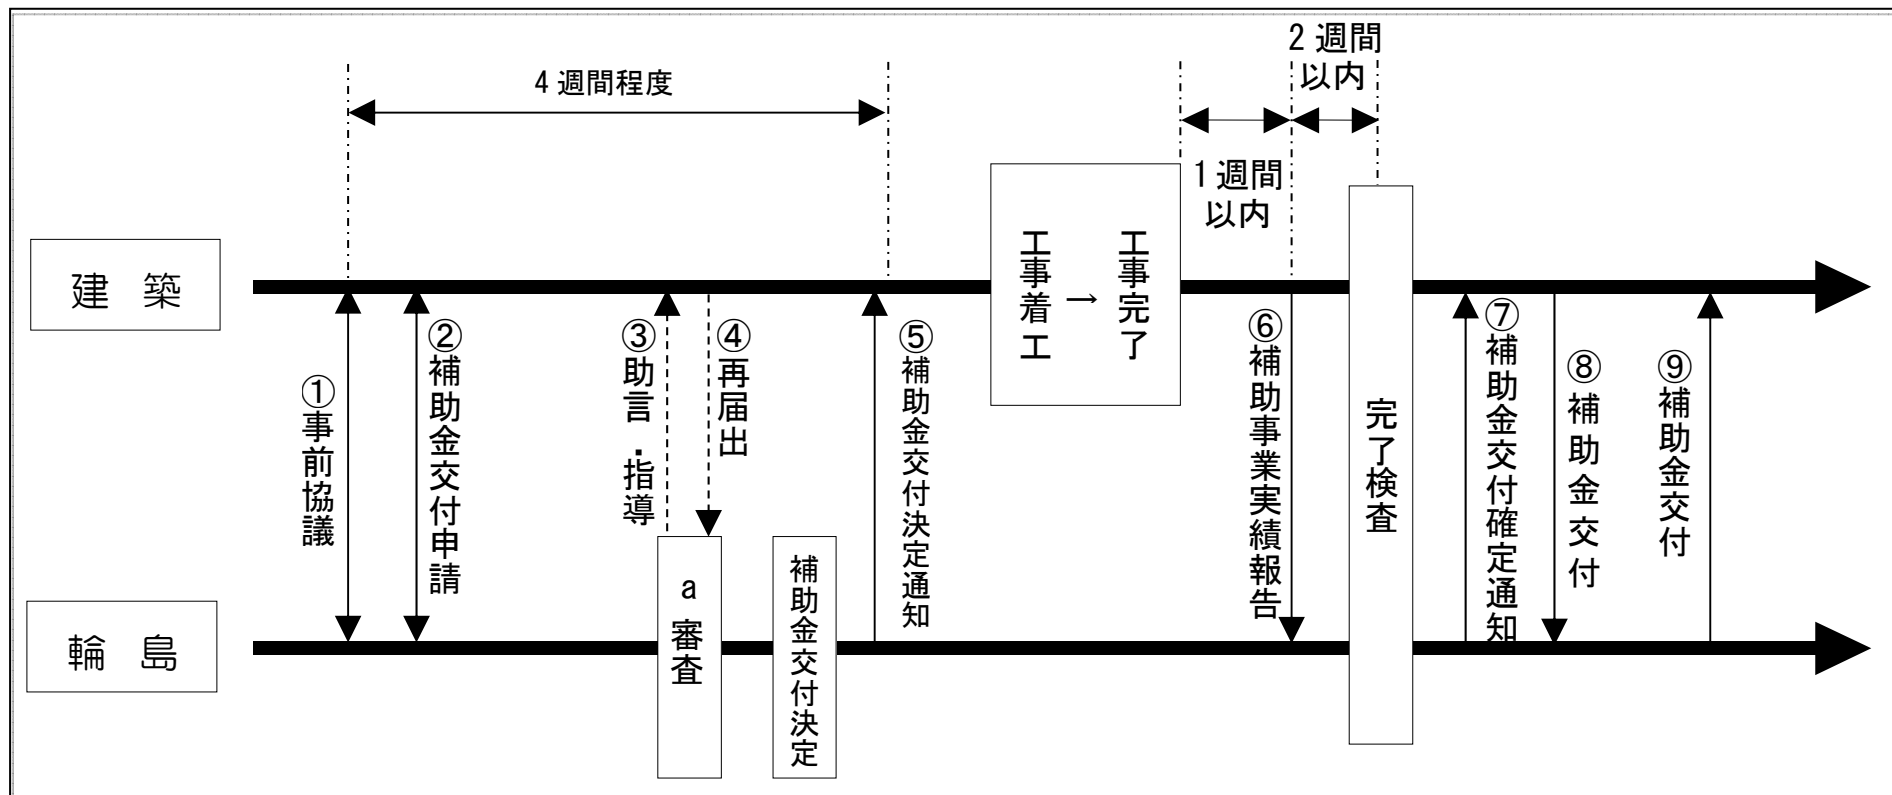 4週間程度
2週間
以内
1週間
以内
建 築
工事着工
→
工事完了
①事前協議
②補助金交付申請
③助言・指導
④再届出
⑤補助金交付決定通知
⑥補助事業実績報告
完了検査
⑦補助金交付確定通知
⑧補助金交付
⑨補助金交付
輪 島
a審査
補助金交付決定